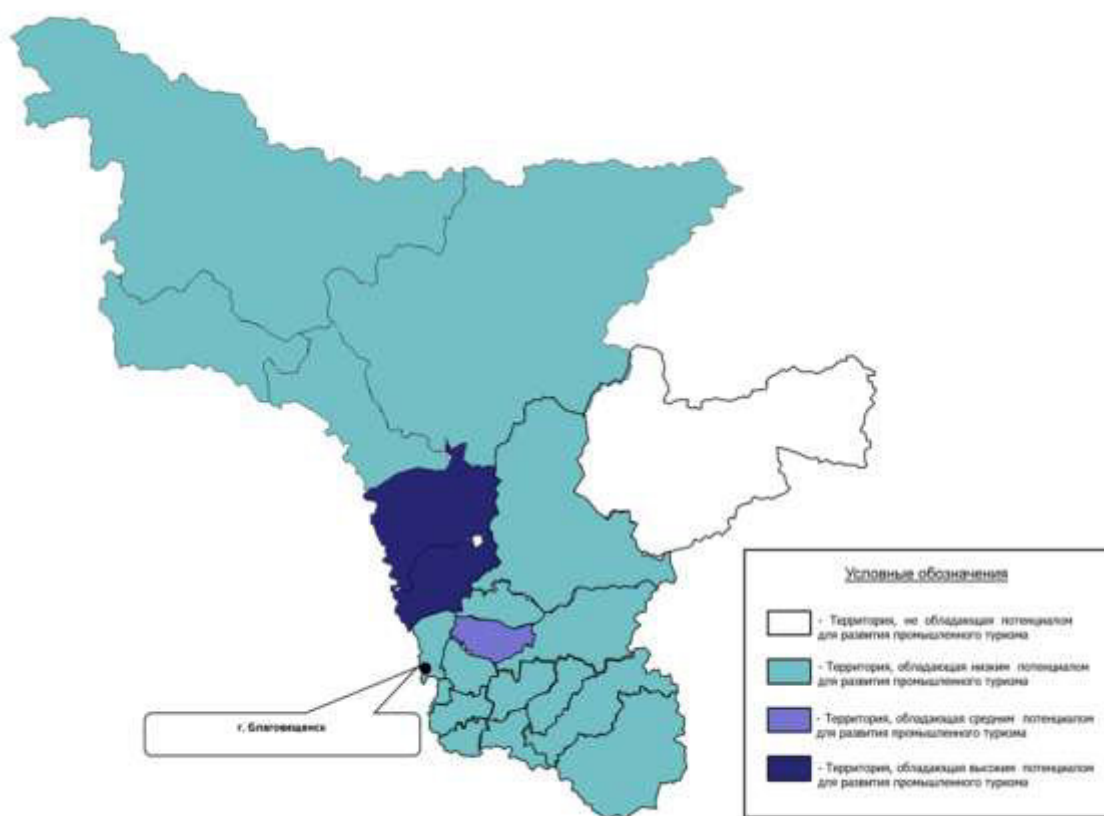 г. Благовещенск
Условные обозначения
- Территория, не обладающая потенциалом
для развития промышленного туризма
- Территория, обладающая низким потенциалом
для развития промышленного туризма
- Территория, обладающая средним потенциалом
для развития промышленного туризма
- Территория, обладающая высоким потенциалом
для развития промышленного туризма